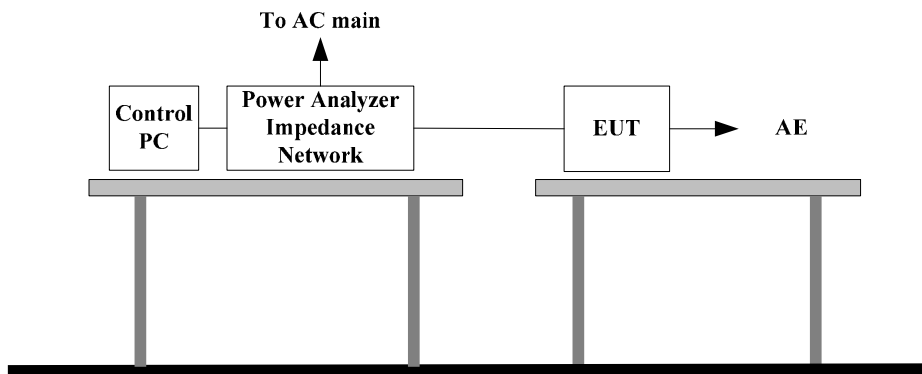 To AC main
Control
PC
Power Analyzer
Impedance
Network
EUT
AE